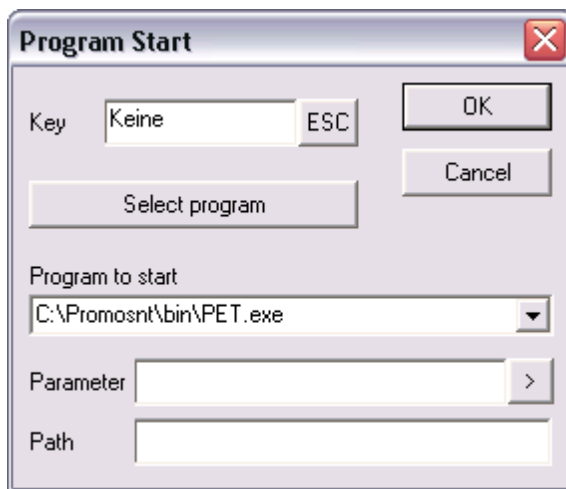 Program Start
Key Keine ESC OK
Cancel
Select program
Program to start
C:\Promosnt\bin\PET.exe
Parameter >
Path